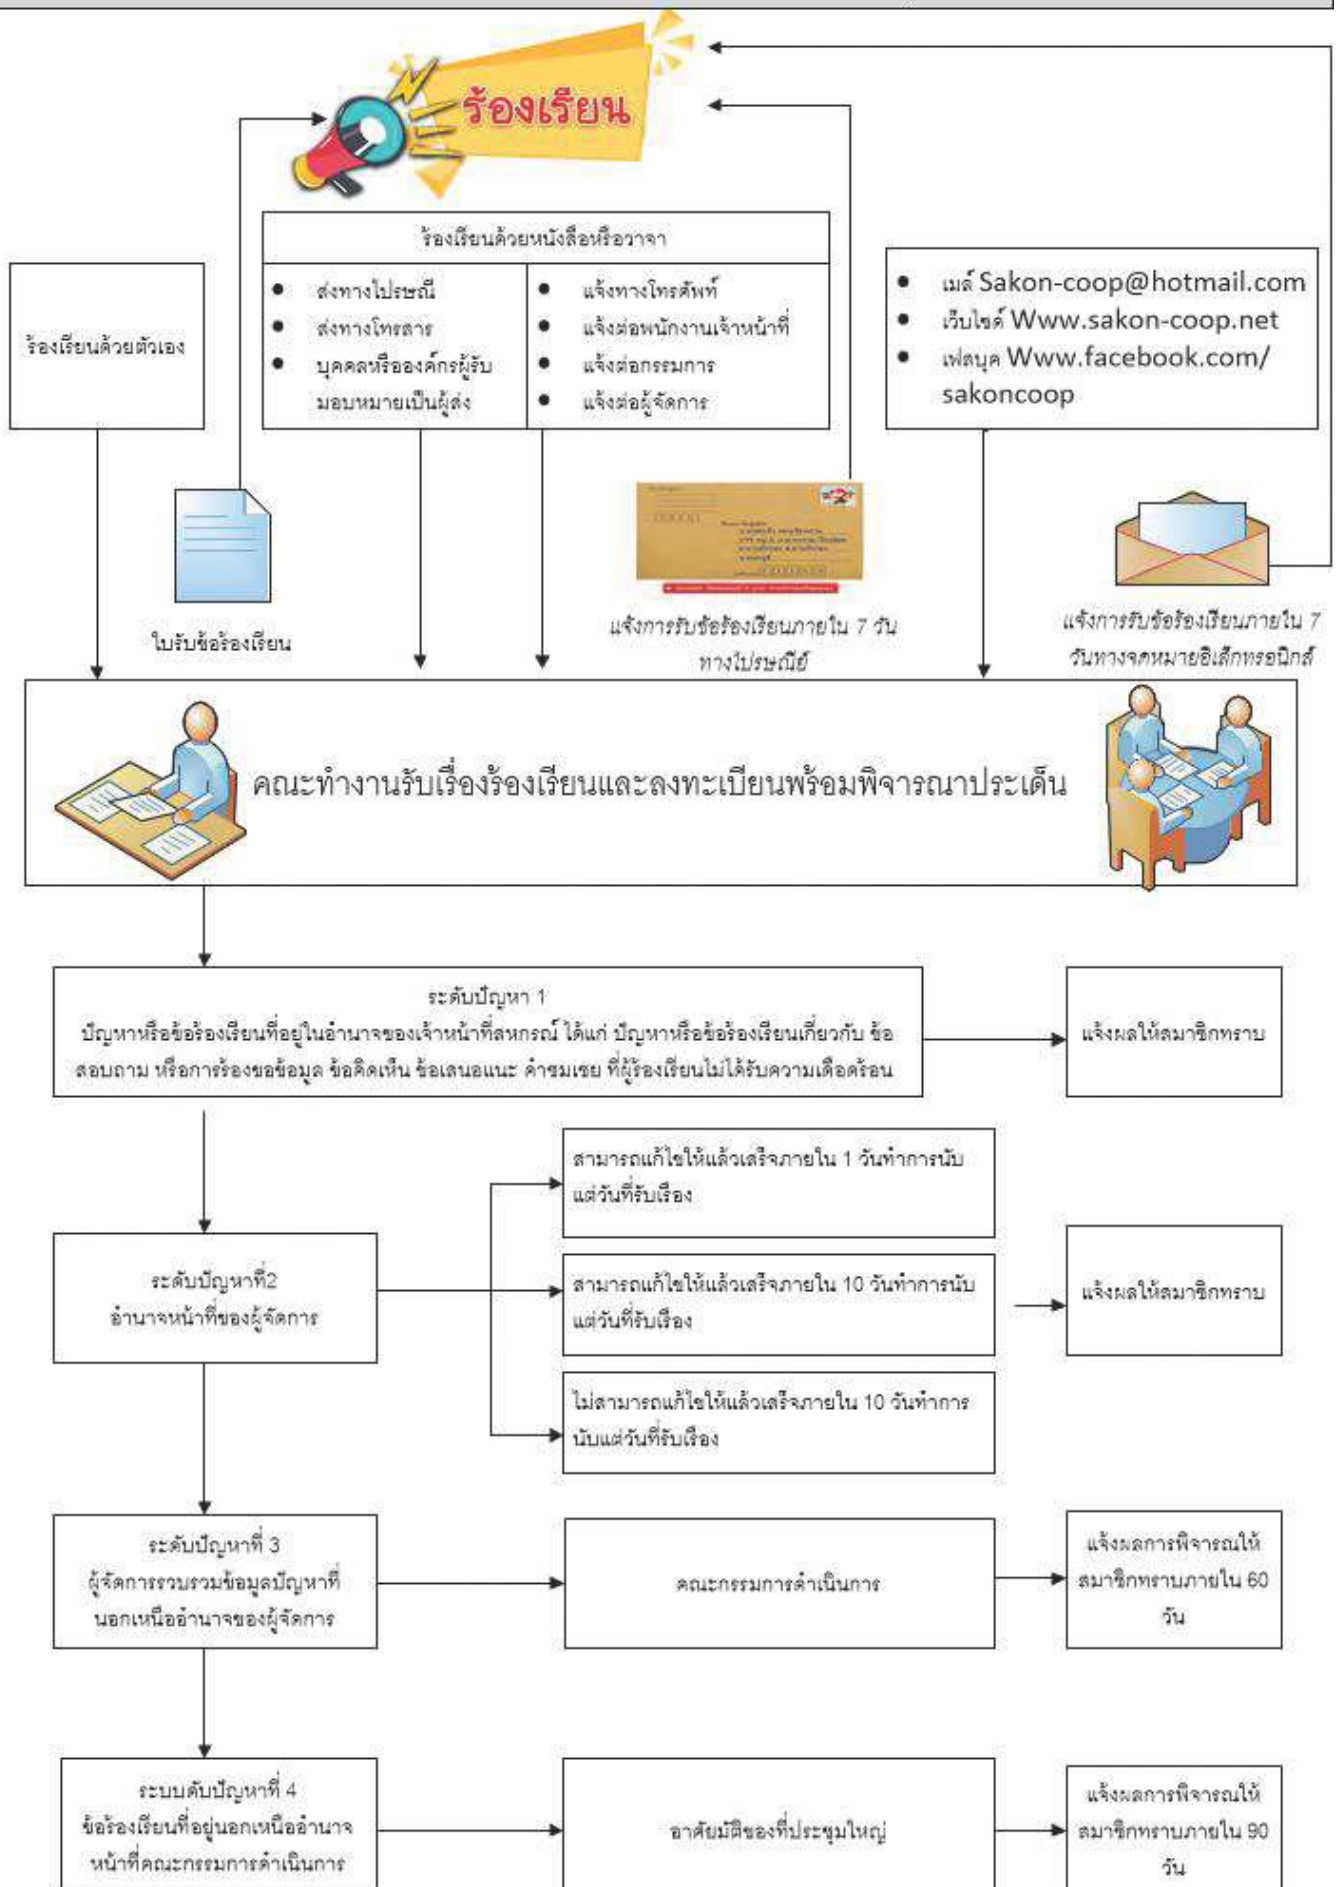 ร้องเรียน
ร้องเรียนด้วยตัวเอง
ร้องเรียนด้วยหนังสือหรือวาจา
● ส่งทางไปรษณี
● ส่งทางโทรสาร
● บุคคลหรือองค์กรผู้รับ
มอบหมายเป็นผู้ส่ง
● แจ้งทางโทรศัพท์
● แจ้งต่อพนักงานเจ้าหน้าที่
● แจ้งต่อกรรมการ
● แจ้งต่อผู้จัดการ
● เมล์ Sakon-coop@hotmail.com
● เว็บไซต์ Www.sakon-coop.net
● เฟสบุค Www.facebook.com/
sakoncoop
ใบรับข้อร้องเรียน
แจ้งการรับข้อร้องเรียนภายใน 7 วัน
ทางไปรษณีย์
แจ้งการรับข้อร้องเรียนภายใน 7
วันทางจดหมายอิเล็กทรอนิกส์
คณะทำงานรับเรื่องร้องเรียนและลงทะเบียนพร้อมพิจารณาประเด็น
ระดับปัญหา 1
ปัญหาหรือข้อร้องเรียนที่อยู่ในอำนาจของเจ้าหน้าที่สหกรณ์ ได้แก่ ปัญหาหรือข้อร้องเรียนเกี่ยวกับ ข้อ
สอบถาม หรือการร้องขอข้อมูล ข้อคิดเห็น ข้อเสนอแนะ คำชมเชย ที่ผู้ร้องเรียนไม่ได้รับความเดือดร้อน
แจ้งผลให้สมาชิกทราบ
ระดับปัญหาที่2
อำนาจหน้าที่ของผู้จัดการ
สามารถแก้ไขให้แล้วเสร็จภายใน 1 วันทำการนับ
แต่วันที่รับเรื่อง
สามารถแก้ไขให้แล้วเสร็จภายใน 10 วันทำการนับ
แต่วันที่รับเรื่อง
ไม่สามารถแก้ไขให้แล้วเสร็จภายใน 10 วันทำการ
นับแต่วันที่รับเรื่อง
แจ้งผลให้สมาชิกทราบ
ระดับปัญหาที่ 3
ผู้จัดการรวบรวมข้อมูลปัญหาที่
นอกเหนืออำนาจของผู้จัดการ
คณะกรรมการดำเนินการ
แจ้งผลการพิจารณให้
สมาชิกทราบภายใน 60
วัน
ระบบดับปัญหาที่ 4
ข้อร้องเรียนที่อยู่นอกเหนืออำนาจ
หน้าที่คณะกรรมการดำเนินการ
อาศัยมัติของที่ประชุมใหญ่
แจ้งผลการพิจารณให้
สมาชิกทราบภายใน 90
วัน